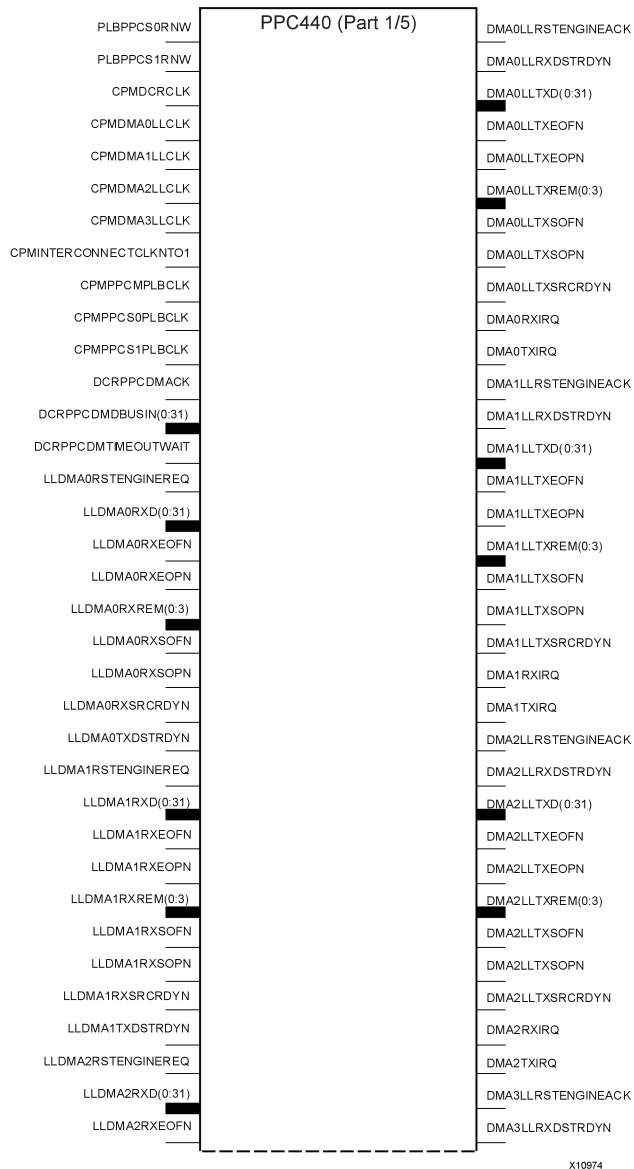 PPC440 (Part 1/5)
PLBPPCS0RNW
PLBPPCS1RNW
CPMDCRCLK
CPMDMA0LLCLK
CPMDMA1LLCLK
CPMDMA2LLCLK
CPMDMA3LLCLK
CPMINTERCONNECTCLKNTO1
CPMPPCMPLBCLK
CPMPPCS0PLBCLK
CPMPPCS1PLBCLK
DCRPPCDMACK
DCRPPCDMDBUSIN(0:31)
DCRPPCDMTIMEOUTWAIT
LLDMA0RSTENGINEREQ
LLDMA0RXD(0:31)
LLDMA0RXEOFN
LLDMA0RXEOPN
LLDMA0RXREM(0:3)
LLDMA0RXSOFN
LLDMA0RXSOPN
LLDMA0RXSRCRDYN
LLDMA0TXDSTRDYN
LLDMA1RSTENGINEREQ
LLDMA1RXD(0:31)
LLDMA1RXEOFN
LLDMA1RXEOPN
LLDMA1RXREM(0:3)
LLDMA1RXSOFN
LLDMA1RXSOPN
LLDMA1RXSRCRDYN
LLDMA1TXDSTRDYN
LLDMA2RSTENGINEREQ
LLDMA2RXD(0:31)
LLDMA2RXEOFN
DMA0LLRSTENGINEACK
DMA0LLRXDSTRDYN
DMA0LLTXD(0:31)
DMA0LLTXEOFN
DMA0LLTXEOPN
DMA0LLTXREM(0:3)
DMA0LLTXSOFN
DMA0LLTXSOPN
DMA0LLTXSRCRDYN
DMA0RXIRQ
DMA0TXIRQ
DMA1LLRSTENGINEACK
DMA1LLRXDSTRDYN
DMA1LLTXD(0:31)
DMA1LLTXEOFN
DMA1LLTXEOPN
DMA1LLTXREM(0:3)
DMA1LLTXSOFN
DMA1LLTXSOPN
DMA1LLTXSRCRDYN
DMA1RXIRQ
DMA1TXIRQ
DMA2LLRSTENGINEACK
DMA2LLRXDSTRDYN
DMA2LLTXD(0:31)
DMA2LLTXEOFN
DMA2LLTXEOPN
DMA2LLTXREM(0:3)
DMA2LLTXSOFN
DMA2LLTXSOPN
DMA2LLTXSRCRDYN
DMA2RXIRQ
DMA2TXIRQ
DMA3LLRSTENGINEACK
DMA3LLRXDSTRDYN
X10974